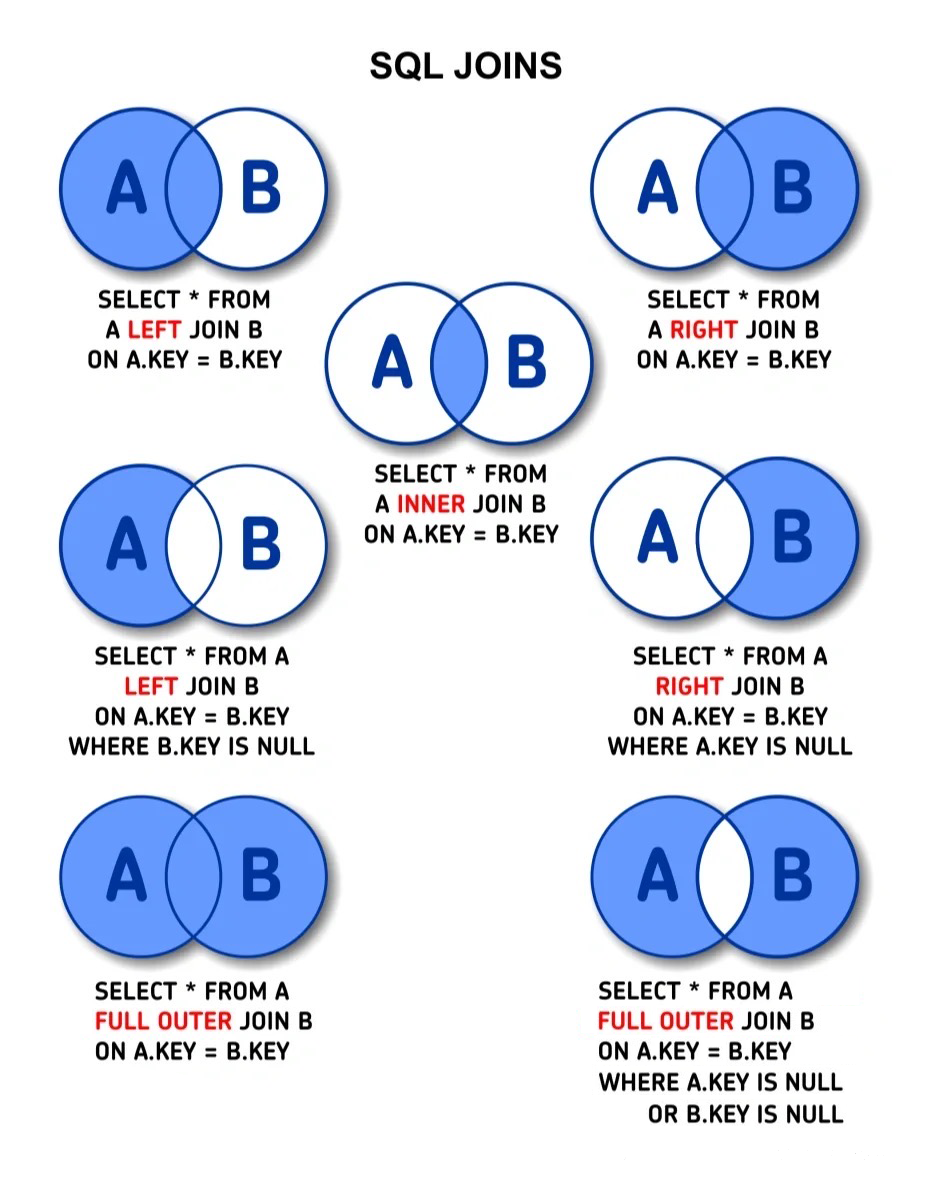 SQL JOINS
A B
SELECT * FROM
A LEFT JOIN B
ON A.KEY = B.KEY
A B
SELECT * FROM
A RIGHT JOIN B
ON A.KEY = B.KEY
A B
SELECT * FROM
A INNER JOIN B
ON A.KEY = B.KEY
A B
SELECT * FROM A
LEFT JOIN B
ON A.KEY = B.KEY
WHERE B.KEY IS NULL
A B
SELECT * FROM A
RIGHT JOIN B
ON A.KEY = B.KEY
WHERE A.KEY IS NULL
A B
SELECT * FROM A
FULL OUTER JOIN B
ON A.KEY = B.KEY
A B
SELECT * FROM A
FULL OUTER JOIN B
ON A.KEY = B.KEY
WHERE A.KEY IS NULL
OR B.KEY IS NULL